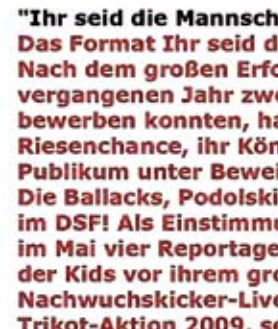 "Ihr seid die Mannsch
Das Format Ihr seid d
Nach dem großen Erfo
vergangenen Jahr zwe
bewerben konnten, ha
Riesenchance, ihr Kön
Publikum unter Bewei
Die Ballacks, Podolski
im DSF! Als Einstimmu
im Mai vier Reportage
der Kids vor ihrem gro
Nachwuchskicker-Live
Trikot-Aktion 2009, s